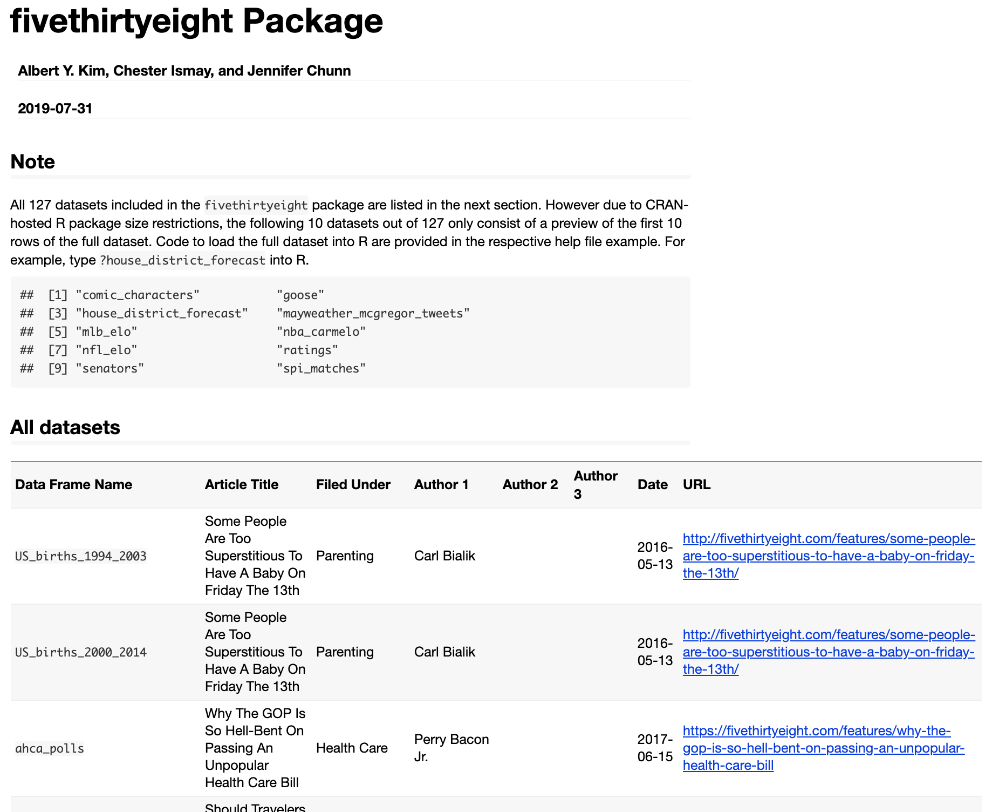 fivethirtyeight Package
Albert Y. Kim, Chester Ismay, and Jennifer Chunn
2019-07-31
Note
All 127 datasets included in the fivethirtyeight package are listed in the next section. However due to CRAN-
hosted R package size restrictions, the following 10 datasets out of 127 only consist of a preview of the first 10
rows of the full dataset. Code to load the full dataset into R are provided in the respective help file example. For
example, type ?house_district_forecast into R.
##  [1] "comic_characters"           "goose"
##  [3] "house_district_forecast"    "mayweather_mcgregor_tweets"
##  [5] "mlb_elo"                    "nba_carmelo"
##  [7] "nfl_elo"                    "ratings"
##  [9] "senators"                   "spi_matches"
All datasets
Data Frame Name Article Title Filed Under Author 1 Author 2 Author 3 Date URL
US_births_1994_2003
Some People
Are Too
Superstitious To
Have A Baby On
Friday The 13th
Parenting
Carl Bialik
2016-
05-13
http://fivethirtyeight.com/features/some-people-
are-too-superstitious-to-have-a-baby-on-friday-
the-13th/
US_births_2000_2014
Some People
Are Too
Superstitious To
Have A Baby On
Friday The 13th
Parenting
Carl Bialik
2016-
05-13
http://fivethirtyeight.com/features/some-people-
are-too-superstitious-to-have-a-baby-on-friday-
the-13th/
ahca_polls
Why The GOP Is
So Hell-Bent On
Passing An
Unpopular
Health Care Bill
Health Care
Perry Bacon
Jr.
2017-
06-15
https://fivethirtyeight.com/features/why-the-
gop-is-so-hell-bent-on-passing-an-unpopular-
health-care-bill
Should Travelers